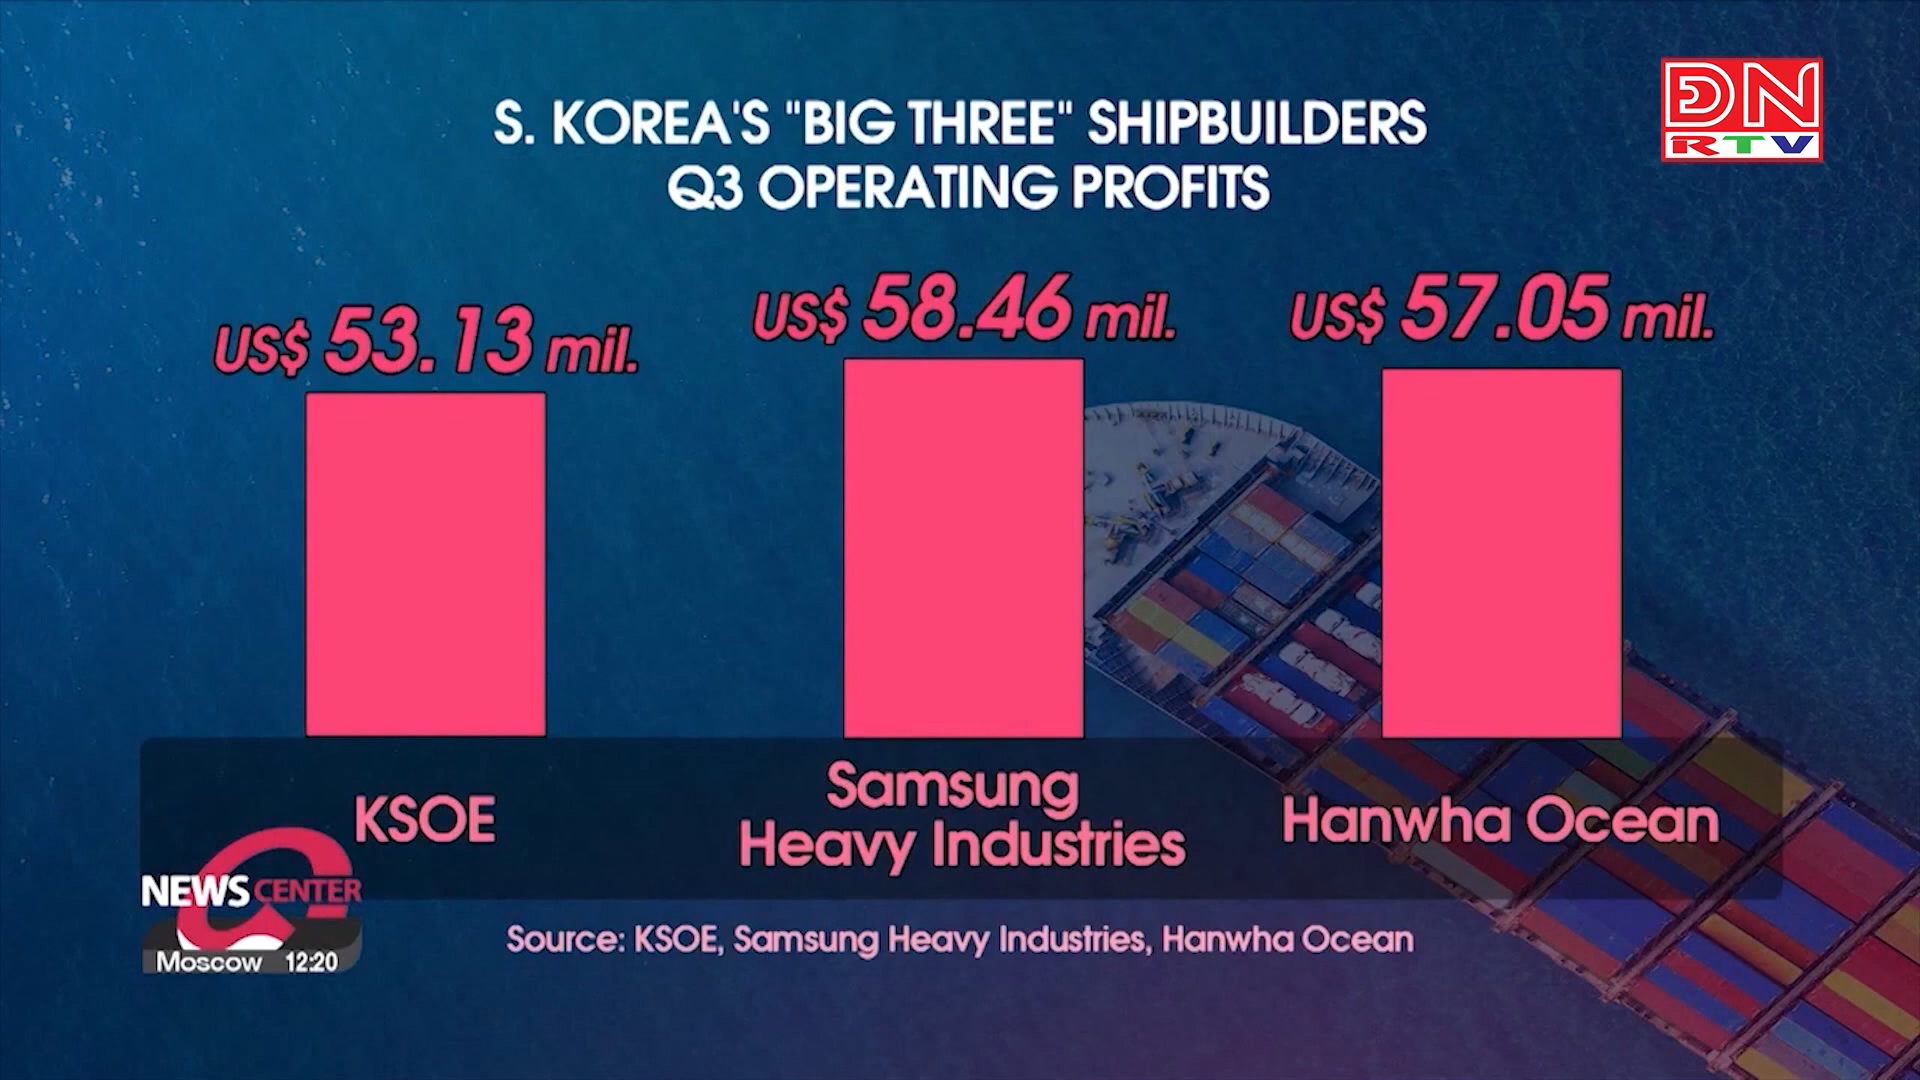 ĐN
RTV
S. KOREA'S "BIG THREE" SHIPBUILDERS
Q3 OPERATING PROFITS
US$ 53.13 mil.
US$ 58.46 mil.
US$ 57.05 mil.
KSOE
Samsung
Heavy Industries
Hanwha Ocean
NEWS CENTER
Moscow 12:20
Source: KSOE, Samsung Heavy Industries, Hanwha Ocean